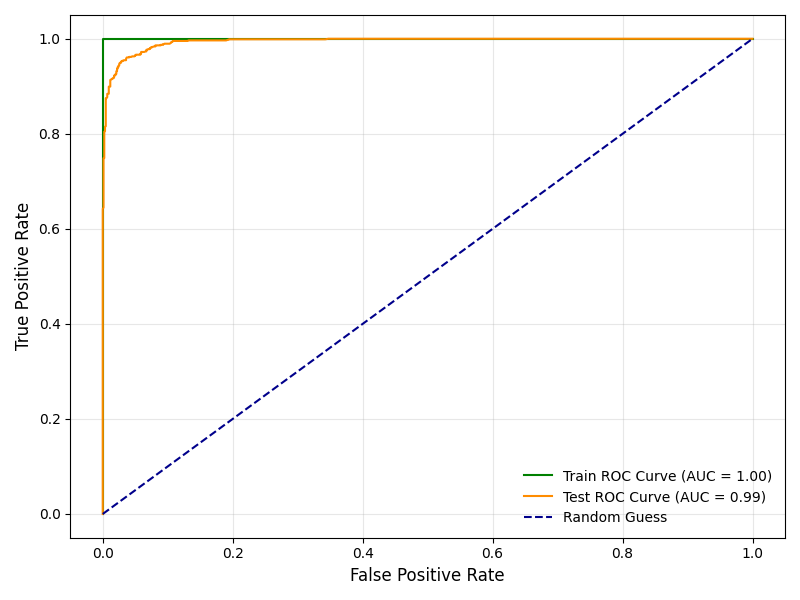 1.0
0.8
0.6
0.4
0.2
0.0
True Positive Rate
Train ROC Curve (AUC = 1.00)
Test ROC Curve (AUC = 0.99)
Random Guess
0.0 0.2 0.4 0.6 0.8 1.0
False Positive Rate